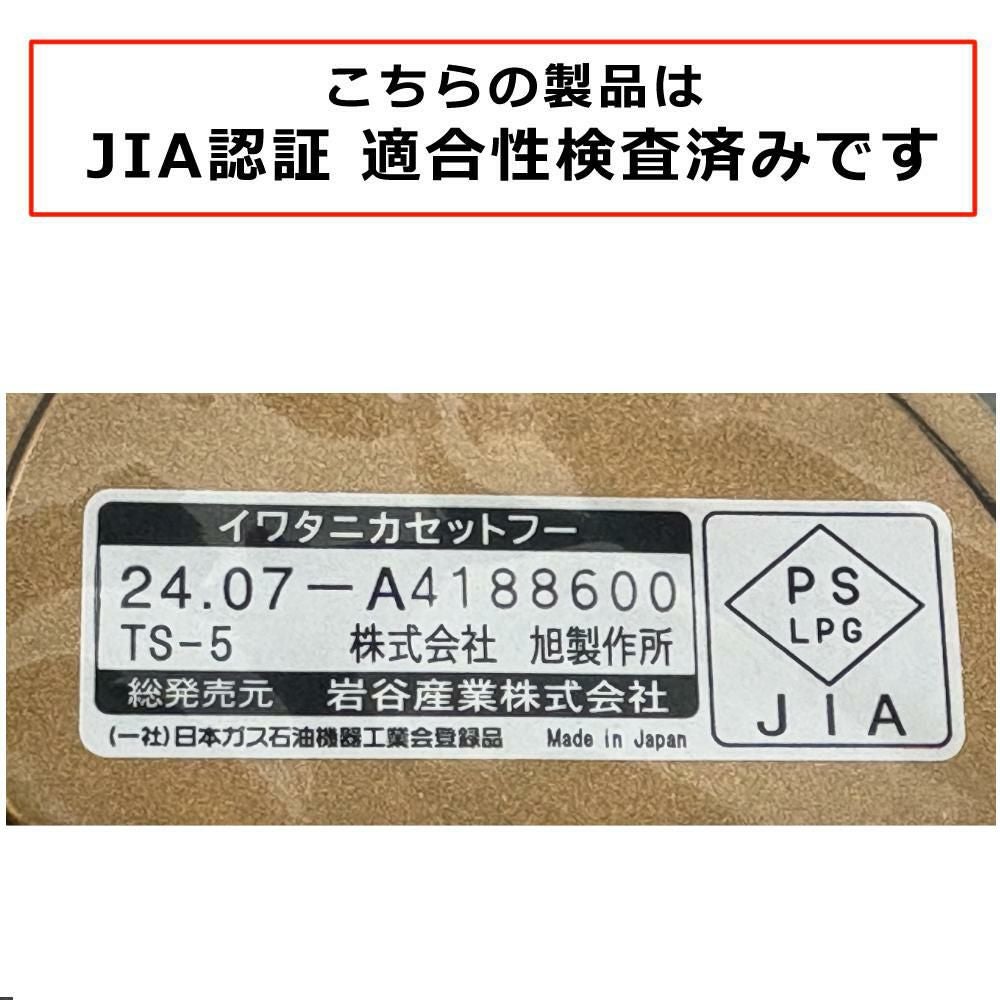 こちらの製品は
JIA認証 適合性検査済みです
イワタニカセットフー
24.07-A4188600
TS-5 株式会社 旭製作所
総発売元 岩谷産業株式会社
(一社)日本ガス石油機器工業会登録品 Made in Japan
PS
LPG
JIA